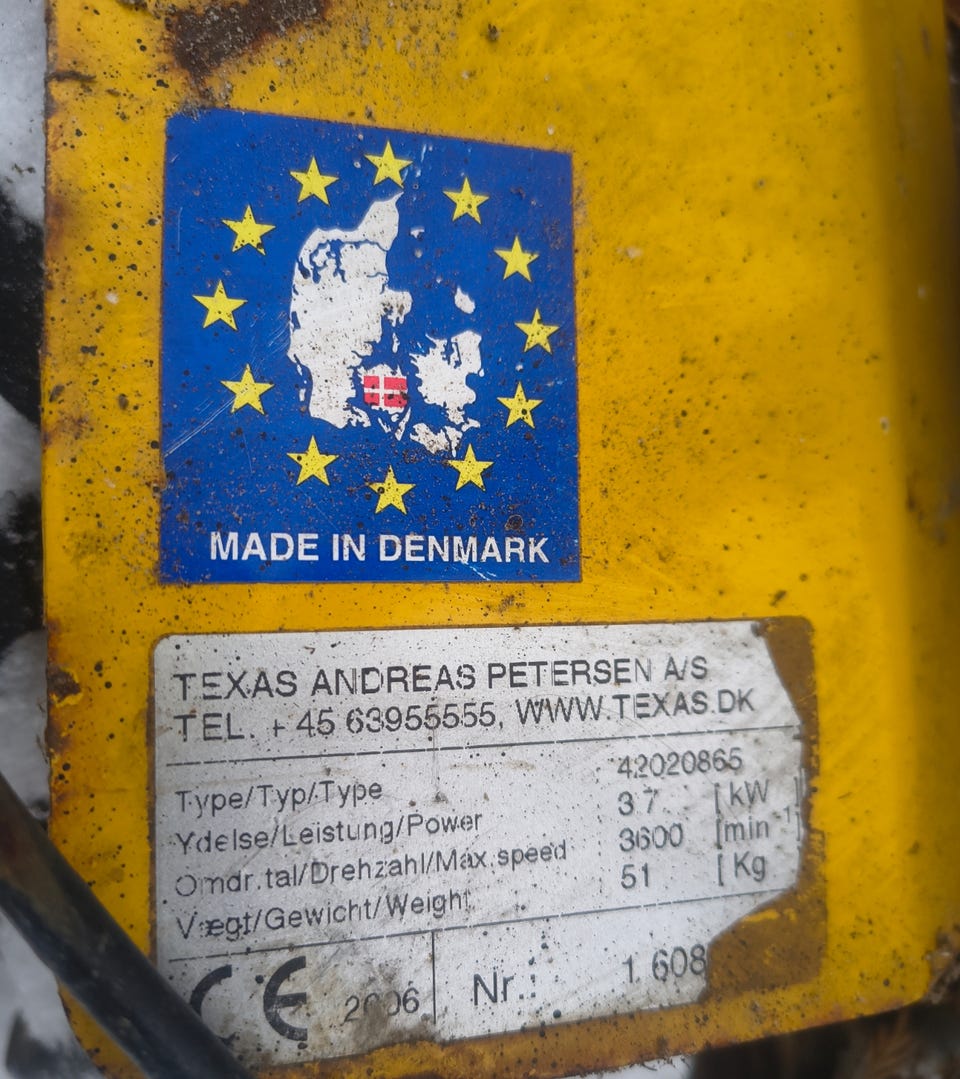 MADE IN DENMARK
TEXAS ANDREAS PETERSEN A/S
TEL. +45 63955555, WWW.TEXAS.DK
Type/Typ/Type : 42020865
Ydelse/Leistung/Power : 3 7 [kW]
Omdr.tal/Drehzahl/Max.speed : 3600 [min⁻¹]
Vægt/Gewicht/Weight : 51 [Kg
CE 2006 Nr.: 1 608